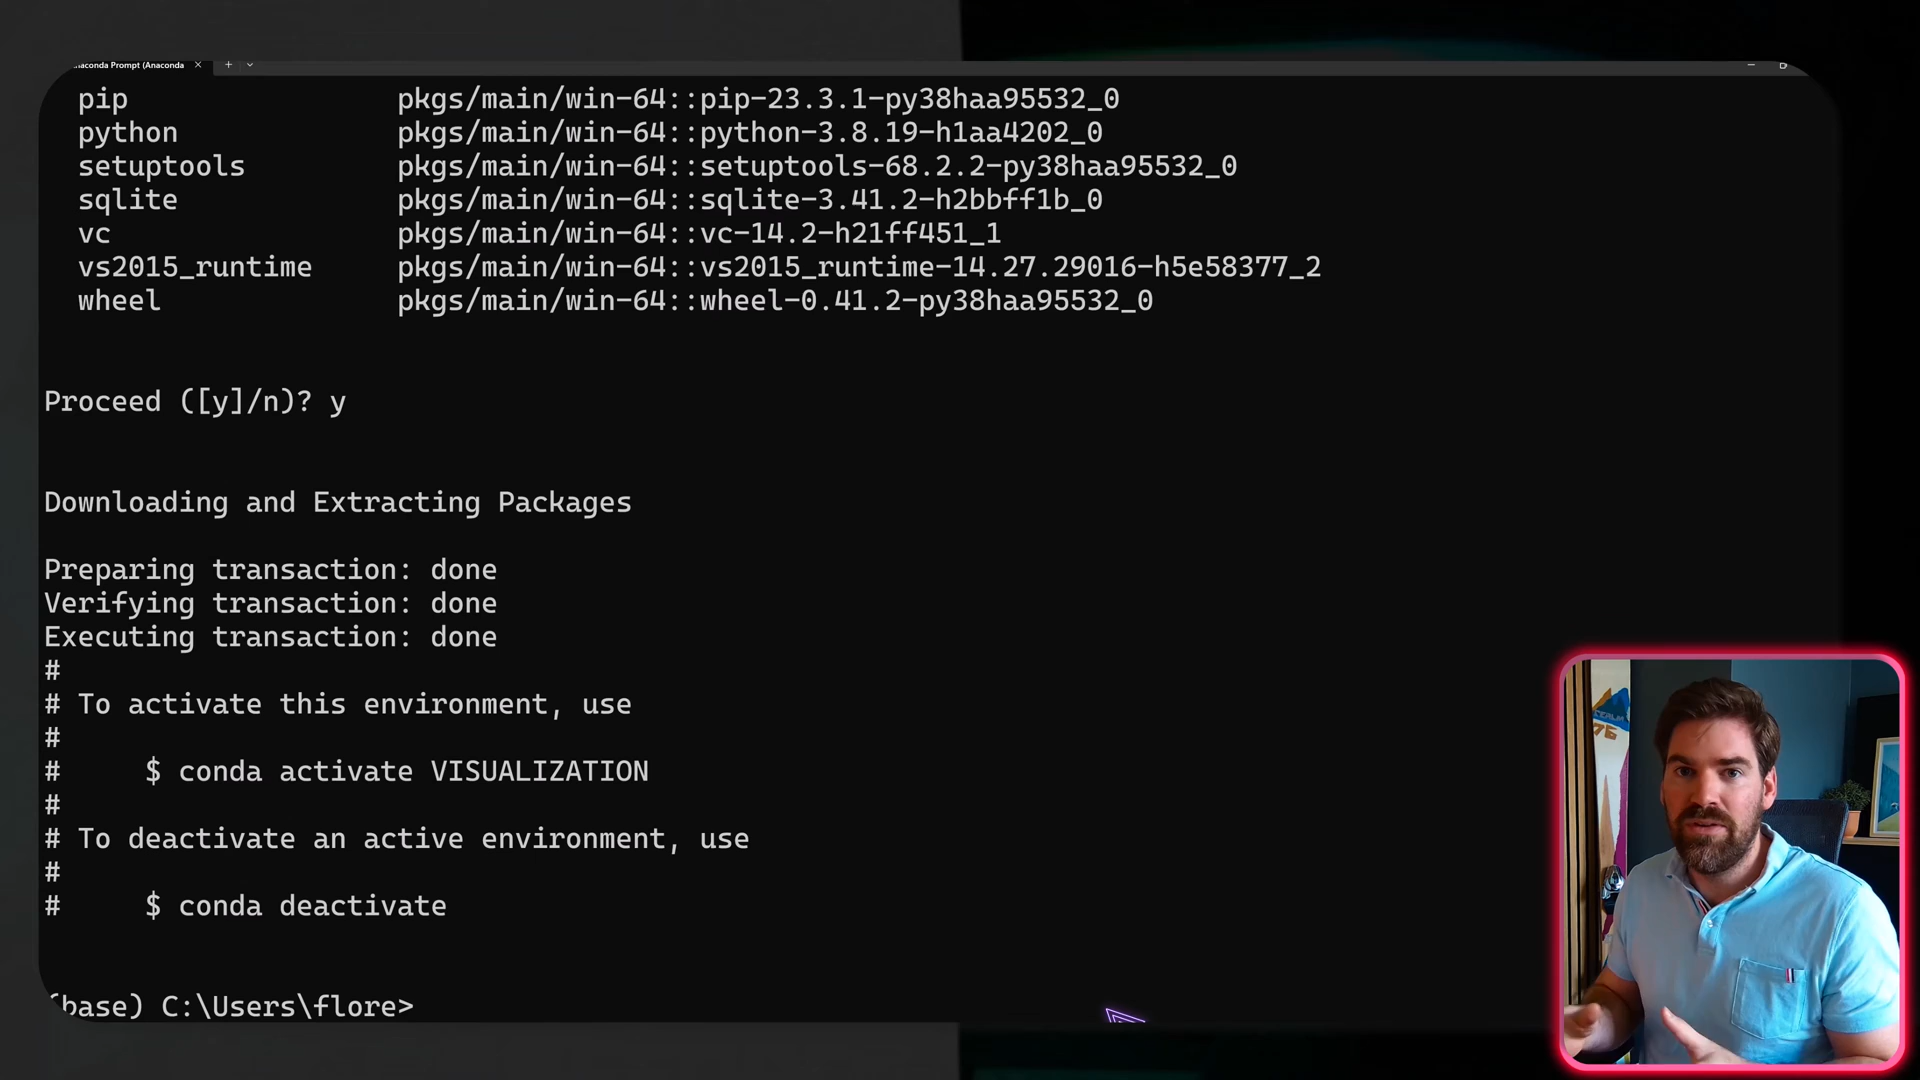 naconda Prompt (Anaconda
pip pkgs/main/win-64::pip-23.3.1-py38haa95532_0
python pkgs/main/win-64::python-3.8.19-h1aa4202_0
setuptools pkgs/main/win-64::setuptools-68.2.2-py38haa95532_0
sqlite pkgs/main/win-64::sqlite-3.41.2-h2bbff1b_0
vc pkgs/main/win-64::vc-14.2-h21ff451_1
vs2015_runtime pkgs/main/win-64::vs2015_runtime-14.27.29016-h5e58377_2
wheel pkgs/main/win-64::wheel-0.41.2-py38haa95532_0
Proceed ([y]/n)? y
Downloading and Extracting Packages
Preparing transaction: done
Verifying transaction: done
Executing transaction: done
#
# To activate this environment, use
#
# $ conda activate VISUALIZATION
#
# To deactivate an active environment, use
#
# $ conda deactivate
(base) C:\Users\flore>